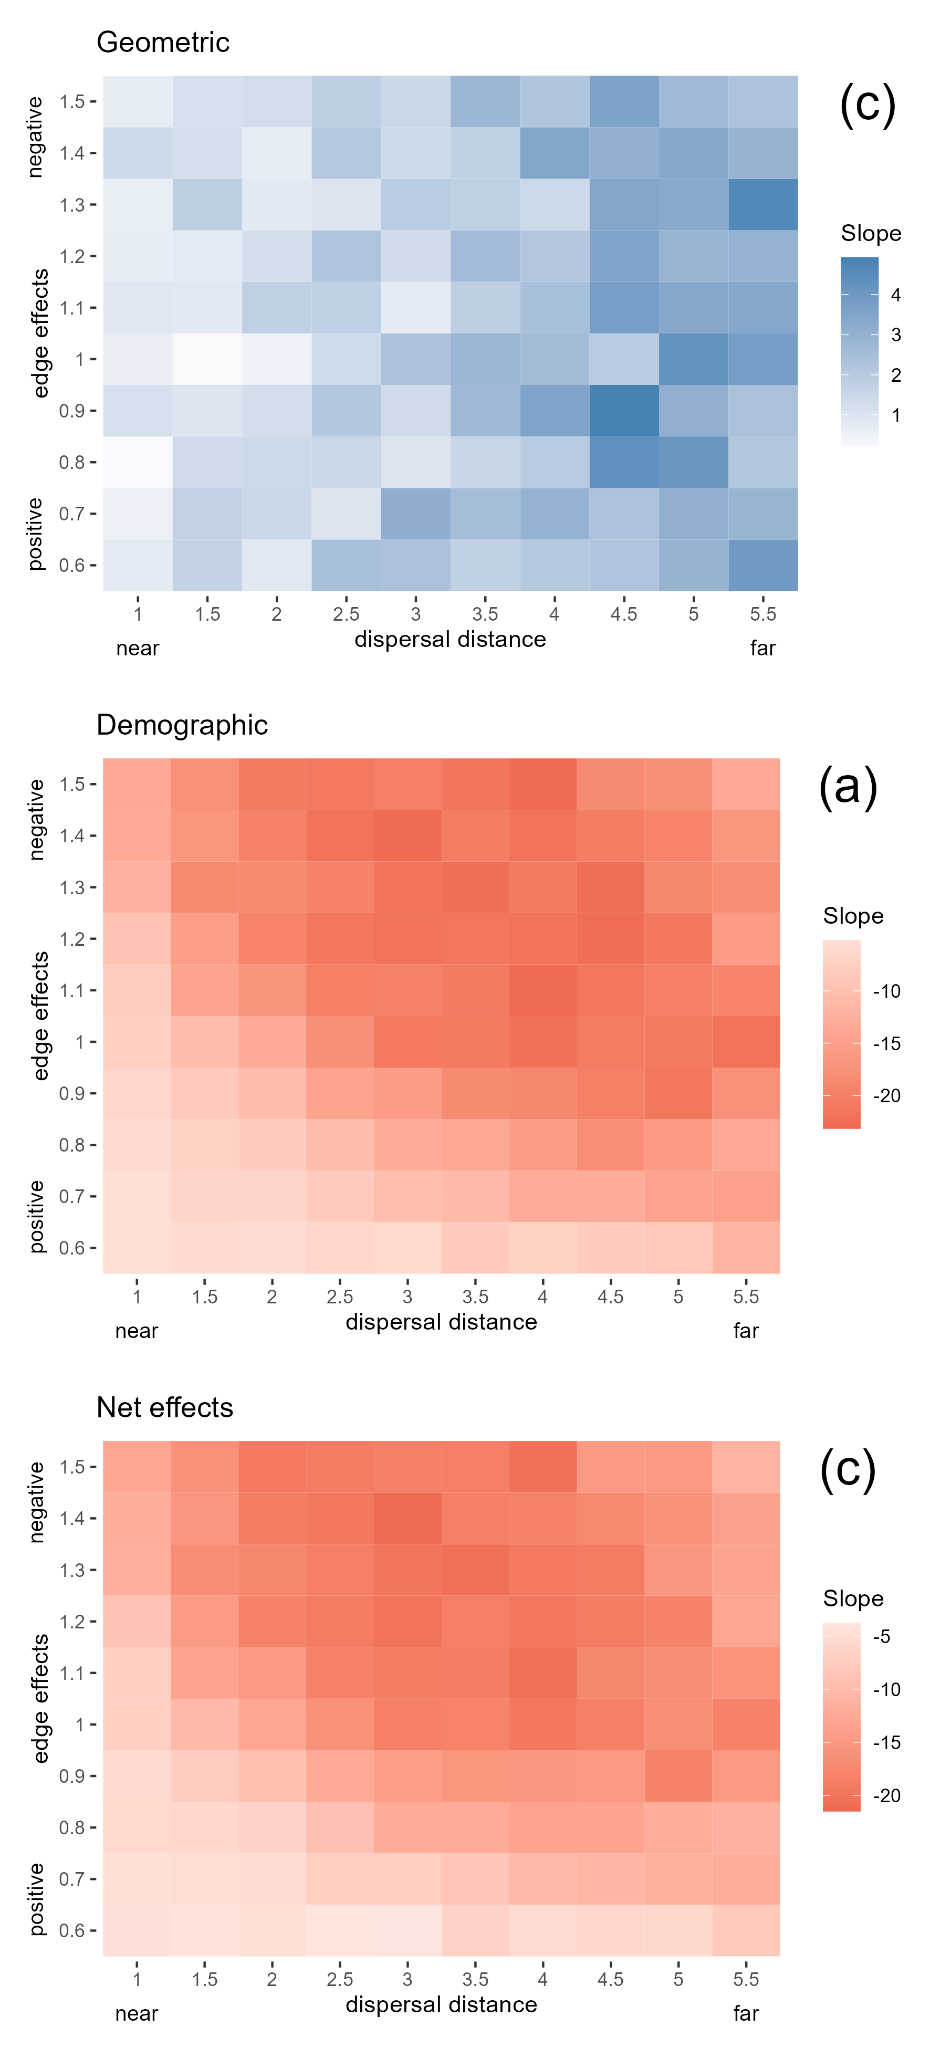 Geometric
(c)
negative
edge effects
positive
1.5
1.4
1.3
1.2
1.1
1
0.9
0.8
0.7
0.6
1 1.5 2 2.5 3 3.5 4 4.5 5 5.5
near dispersal distance far
Slope
4
3
2
1
Demographic
(a)
negative
edge effects
positive
1.5
1.4
1.3
1.2
1.1
1
0.9
0.8
0.7
0.6
1 1.5 2 2.5 3 3.5 4 4.5 5 5.5
near dispersal distance far
Slope
-10
-15
-20
Net effects
(c)
negative
edge effects
positive
1.5
1.4
1.3
1.2
1.1
1
0.9
0.8
0.7
0.6
1 1.5 2 2.5 3 3.5 4 4.5 5 5.5
near dispersal distance far
Slope
-5
-10
-15
-20